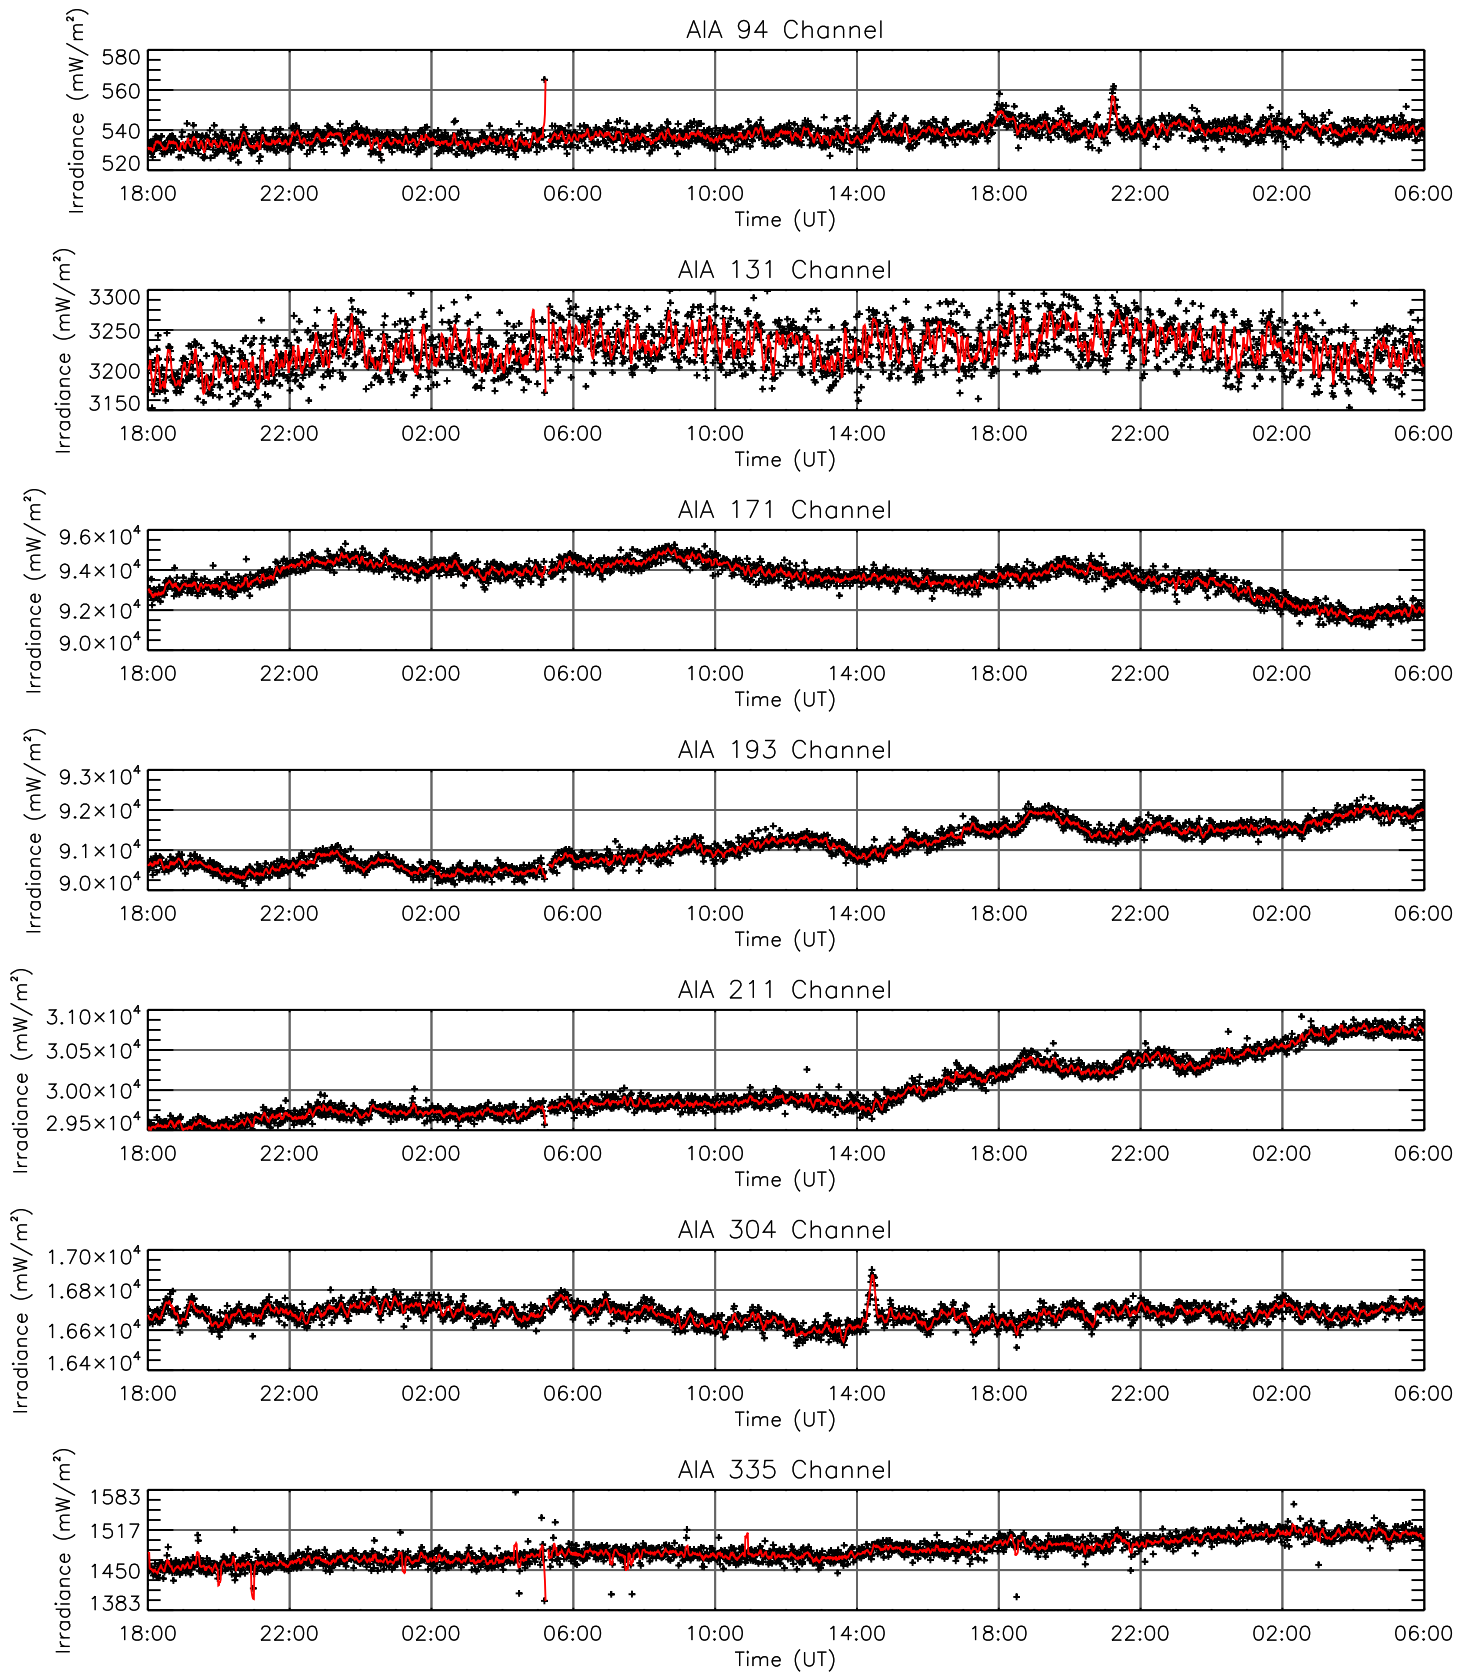 AIA 94 Channel
Irradiance (mW/m²)
580
560
540
520
18:00 22:00 02:00 06:00 10:00 14:00 18:00 22:00 02:00 06:00
Time (UT)
AIA 131 Channel
Irradiance (mW/m²)
3300
3250
3200
3150
18:00 22:00 02:00 06:00 10:00 14:00 18:00 22:00 02:00 06:00
Time (UT)
AIA 171 Channel
Irradiance (mW/m²)
9.6×10⁴
9.4×10⁴
9.2×10⁴
9.0×10⁴
18:00 22:00 02:00 06:00 10:00 14:00 18:00 22:00 02:00 06:00
Time (UT)
AIA 193 Channel
Irradiance (mW/m²)
9.3×10⁴
9.2×10⁴
9.1×10⁴
9.0×10⁴
18:00 22:00 02:00 06:00 10:00 14:00 18:00 22:00 02:00 06:00
Time (UT)
AIA 211 Channel
Irradiance (mW/m²)
3.10×10⁴
3.05×10⁴
3.00×10⁴
2.95×10⁴
18:00 22:00 02:00 06:00 10:00 14:00 18:00 22:00 02:00 06:00
Time (UT)
AIA 304 Channel
Irradiance (mW/m²)
1.70×10⁴
1.68×10⁴
1.66×10⁴
1.64×10⁴
18:00 22:00 02:00 06:00 10:00 14:00 18:00 22:00 02:00 06:00
Time (UT)
AIA 335 Channel
Irradiance (mW/m²)
1583
1517
1450
1383
18:00 22:00 02:00 06:00 10:00 14:00 18:00 22:00 02:00 06:00
Time (UT)